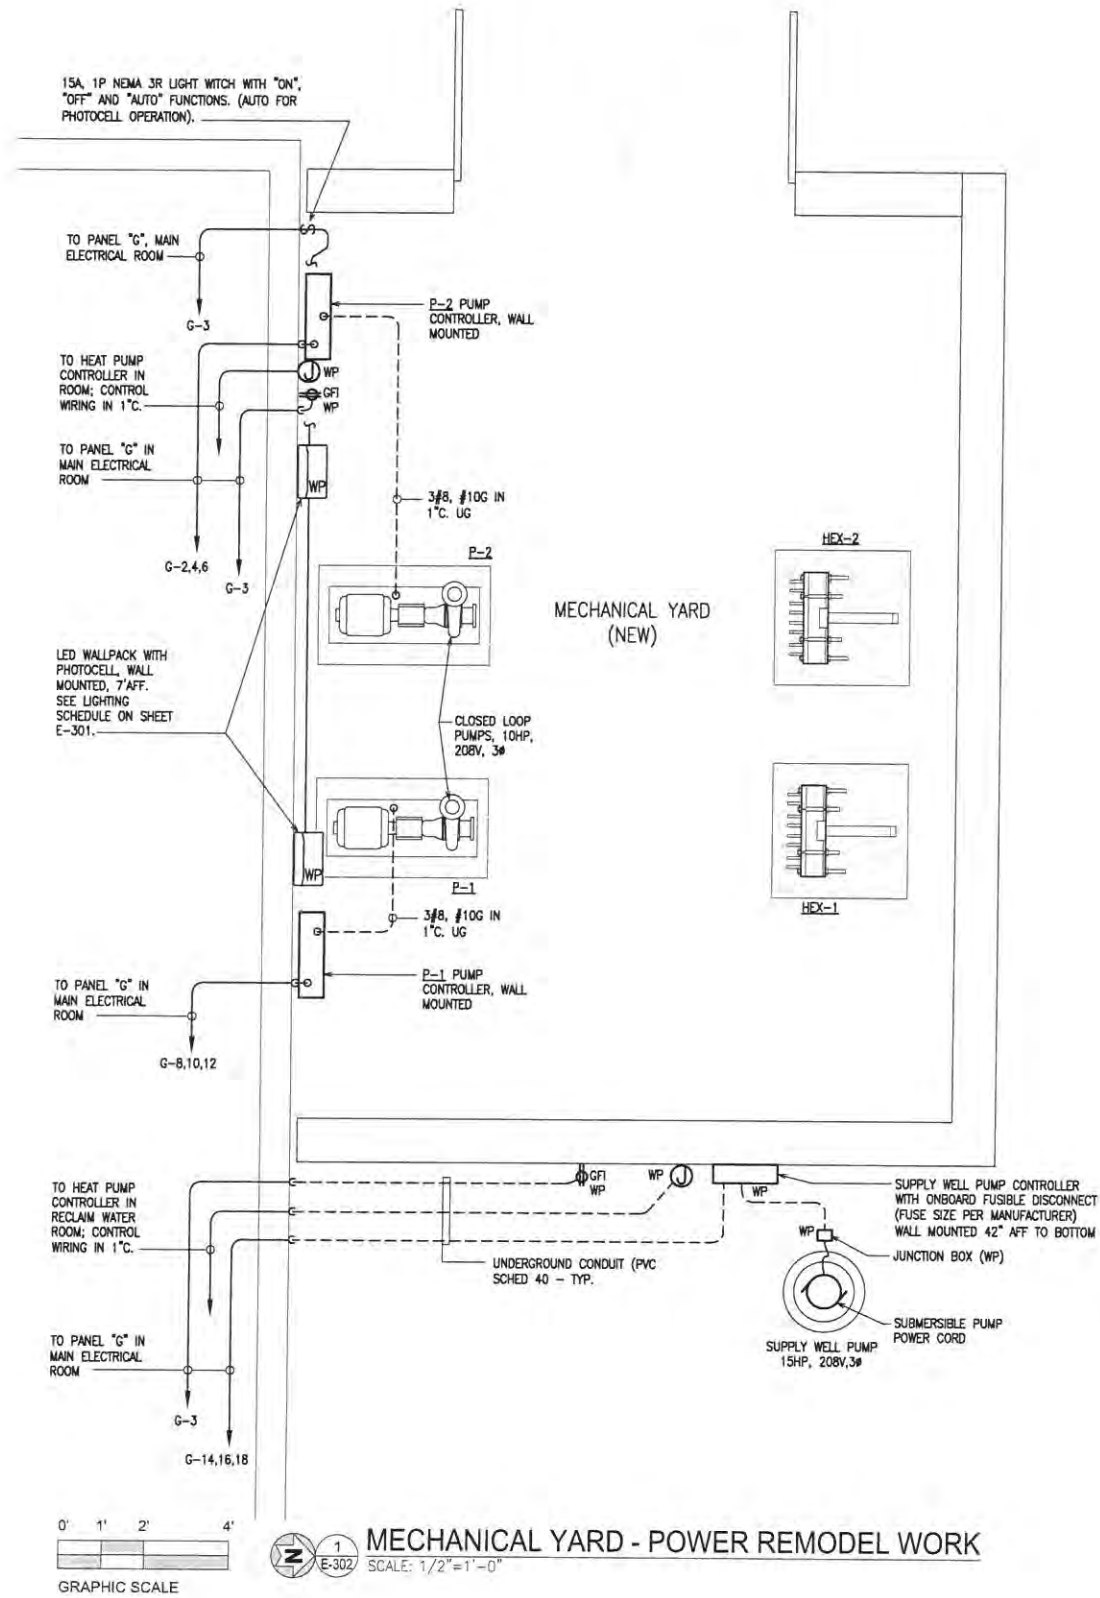 15A, 1P NEMA 3R LIGHT WITCH WITH "ON",
"OFF" AND "AUTO" FUNCTIONS. (AUTO FOR
PHOTOCELL OPERATION).
TO PANEL "G", MAIN
ELECTRICAL ROOM
G-3
P-2 PUMP
CONTROLLER, WALL
MOUNTED
TO HEAT PUMP
CONTROLLER IN
ROOM; CONTROL
WIRING IN 1"C.
J
WP
GFI
WP
TO PANEL "G" IN
MAIN ELECTRICAL
ROOM
WP
3#8, #10G IN
1"C. UG
G-2,4,6
G-3
P-2
HEX-2
MECHANICAL YARD
(NEW)
LED WALLPACK WITH
PHOTOCELL, WALL
MOUNTED, 7'AFF.
SEE LIGHTING
SCHEDULE ON SHEET
E-301.
CLOSED LOOP
PUMPS, 10HP,
208V, 3ø
WP
P-1
HEX-1
3#8, #10G IN
1"C. UG
P-1 PUMP
CONTROLLER, WALL
MOUNTED
TO PANEL "G" IN
MAIN ELECTRICAL
ROOM
G-8,10,12
GFI
WP
WP
J
WP
TO HEAT PUMP
CONTROLLER IN
RECLAIM WATER
ROOM; CONTROL
WIRING IN 1"C.
SUPPLY WELL PUMP CONTROLLER
WITH ONBOARD FUSIBLE DISCONNECT
(FUSE SIZE PER MANUFACTURER)
WALL MOUNTED 42" AFF TO BOTTOM
WP
JUNCTION BOX (WP)
UNDERGROUND CONDUIT (PVC
SCHED 40 - TYP.
SUBMERSIBLE PUMP
POWER CORD
SUPPLY WELL PUMP
15HP, 208V,3ø
TO PANEL "G" IN
MAIN ELECTRICAL
ROOM
G-3
G-14,16,18
0' 1' 2' 4'
GRAPHIC SCALE
N
1
E-302
MECHANICAL YARD - POWER REMODEL WORK
SCALE: 1/2"=1'-0"